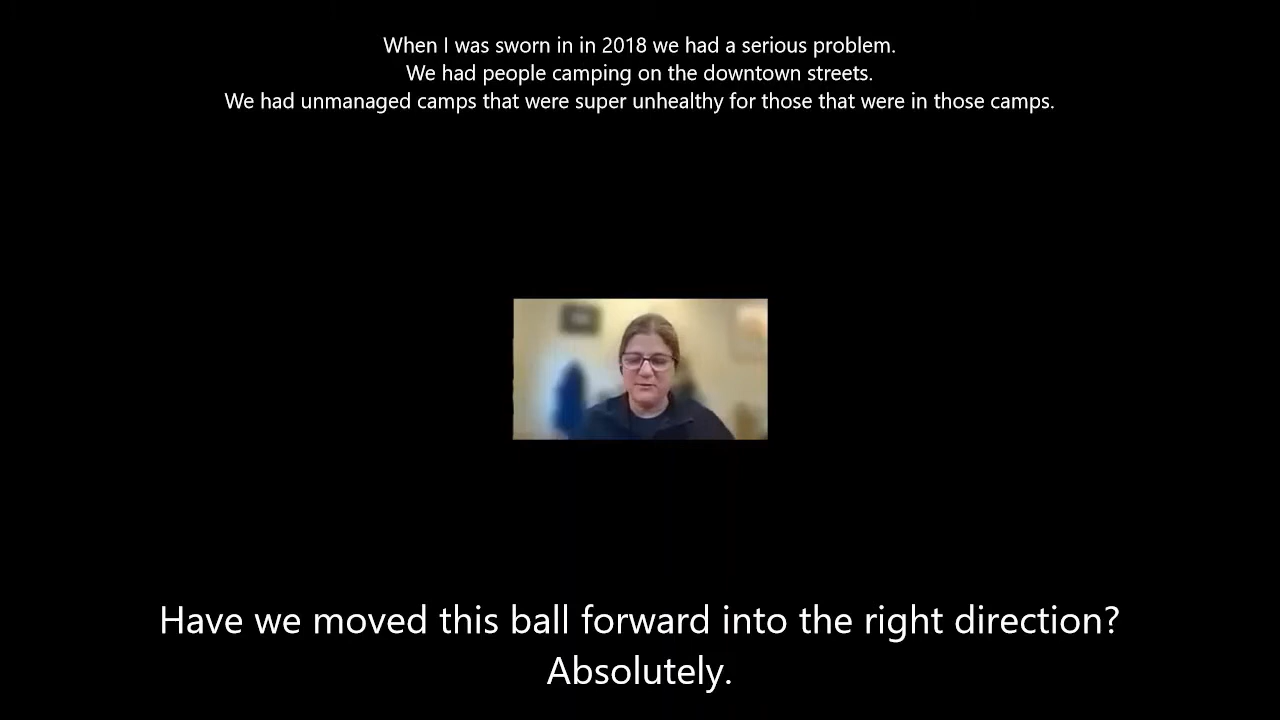 When I was sworn in in 2018 we had a serious problem.
We had people camping on the downtown streets.
We had unmanaged camps that were super unhealthy for those that were in those camps.
Have we moved this ball forward into the right direction?
Absolutely.